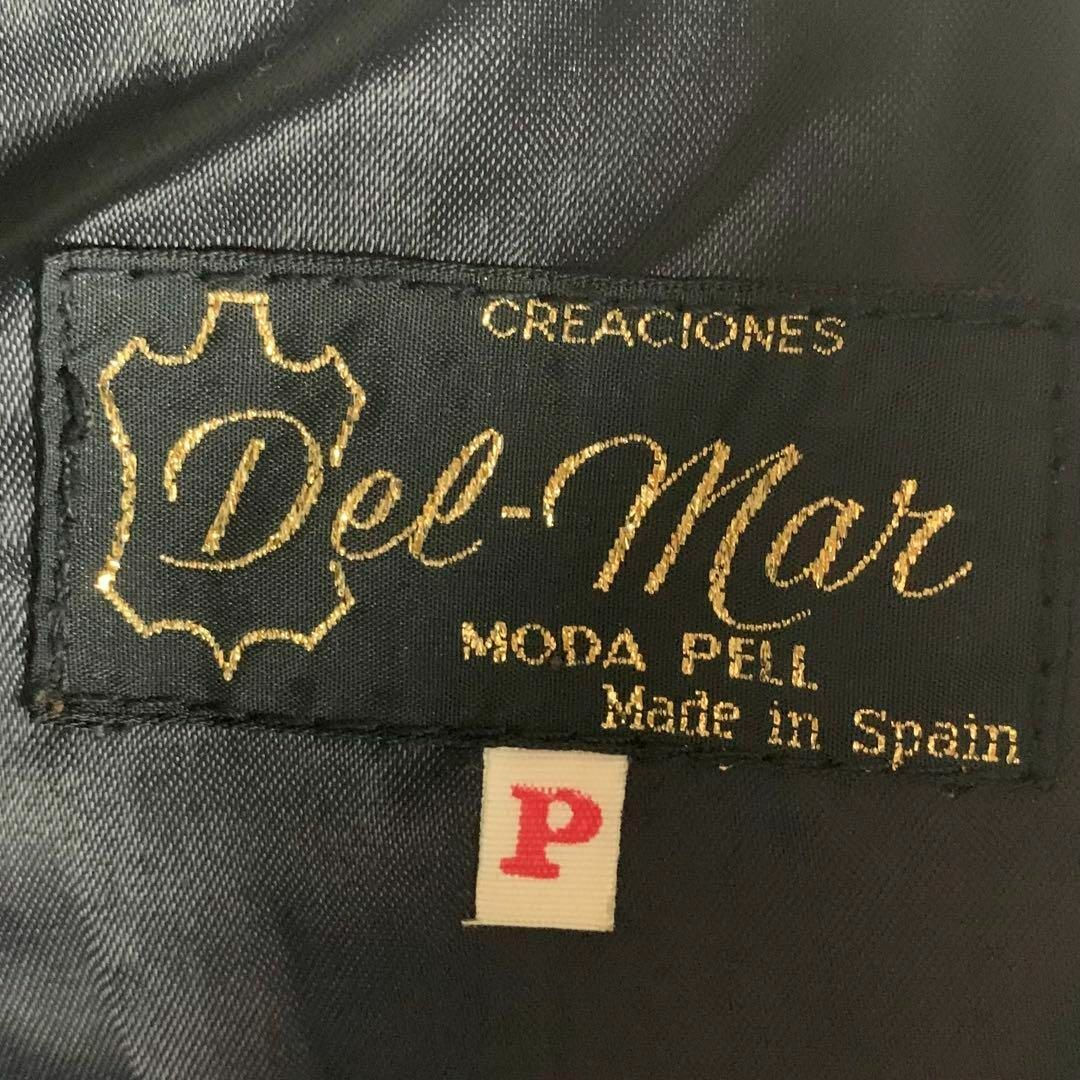 CREACIONES
Del-Mar
MODA PELL
Made in Spain
P